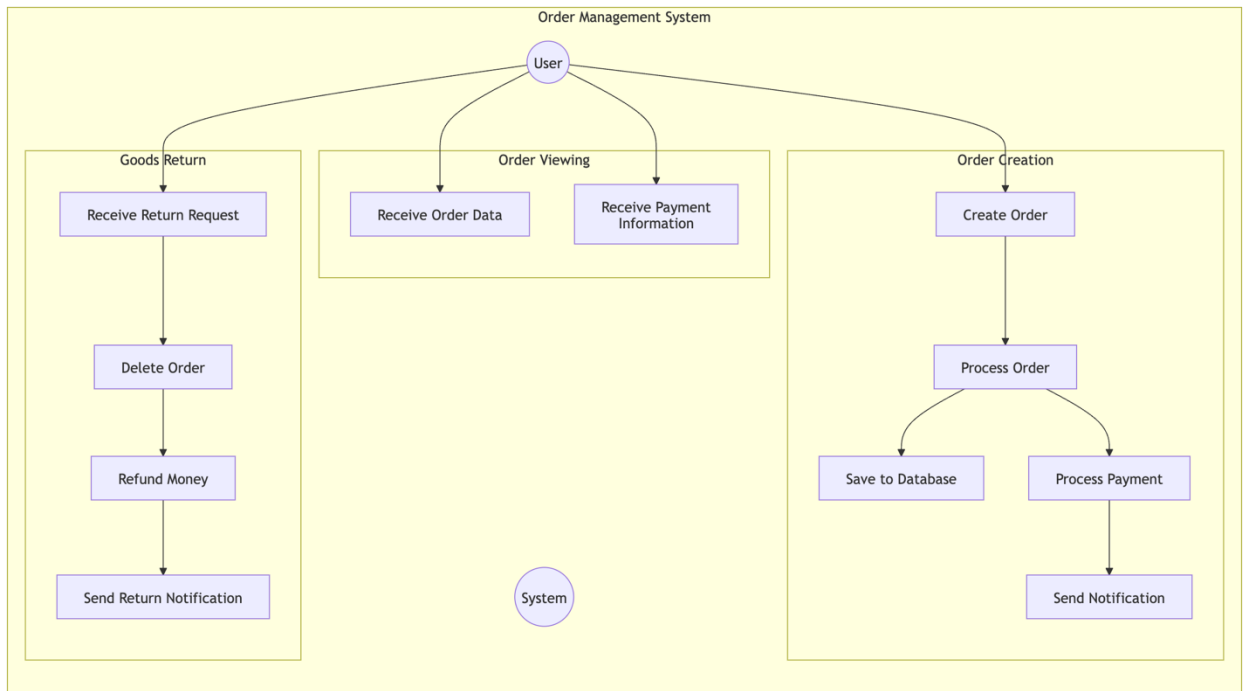 Order Management System
User
Goods Return
Order Viewing
Order Creation
Receive Return Request
Receive Order Data
Receive Payment
Information
Create Order
Delete Order
Process Order
Refund Money
Save to Database
Process Payment
Send Return Notification
System
Send Notification